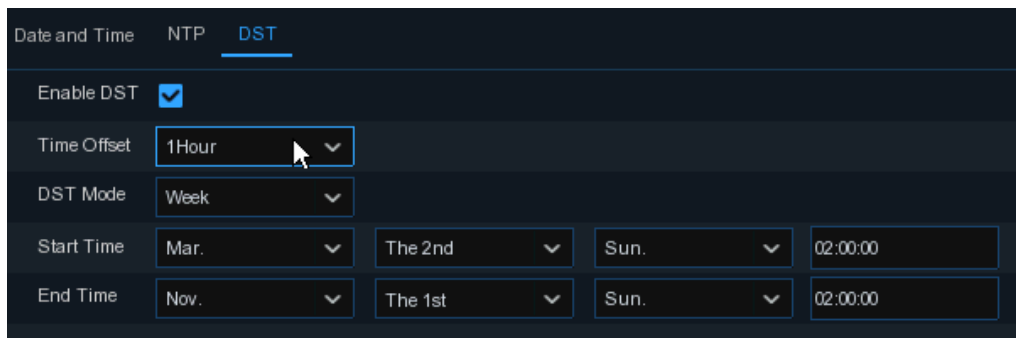 Date and Time NTP DST
Enable DST
Time Offset 1Hour
DST Mode Week
Start Time Mar. The 2nd Sun. 02:00:00
End Time Nov. The 1st Sun. 02:00:00